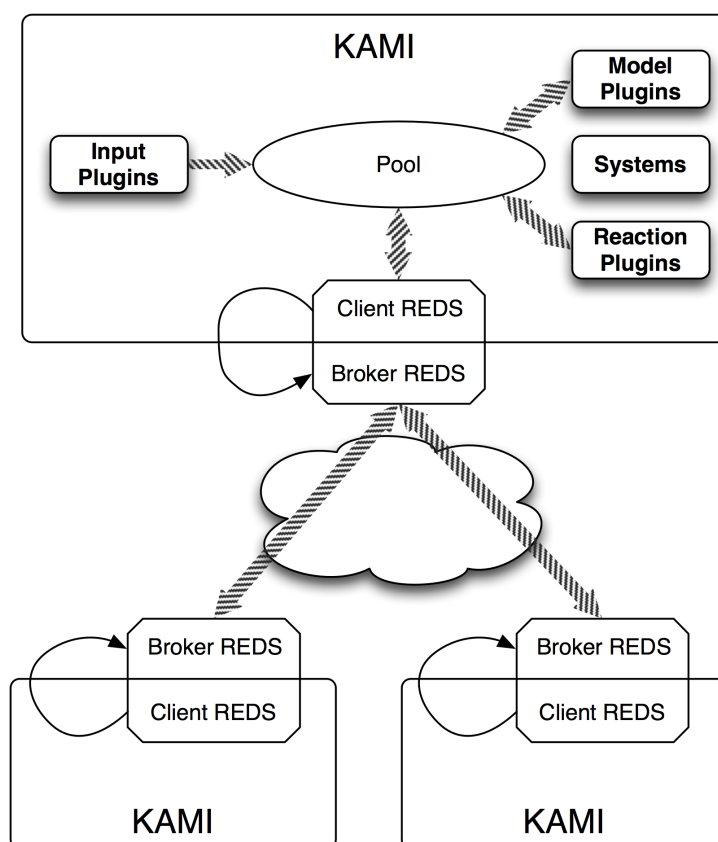 KAMI
Model
Plugins
Input
Plugins
Pool
Systems
Reaction
Plugins
Client REDS
Broker REDS
Broker REDS
Client REDS
KAMI
Broker REDS
Client REDS
KAMI